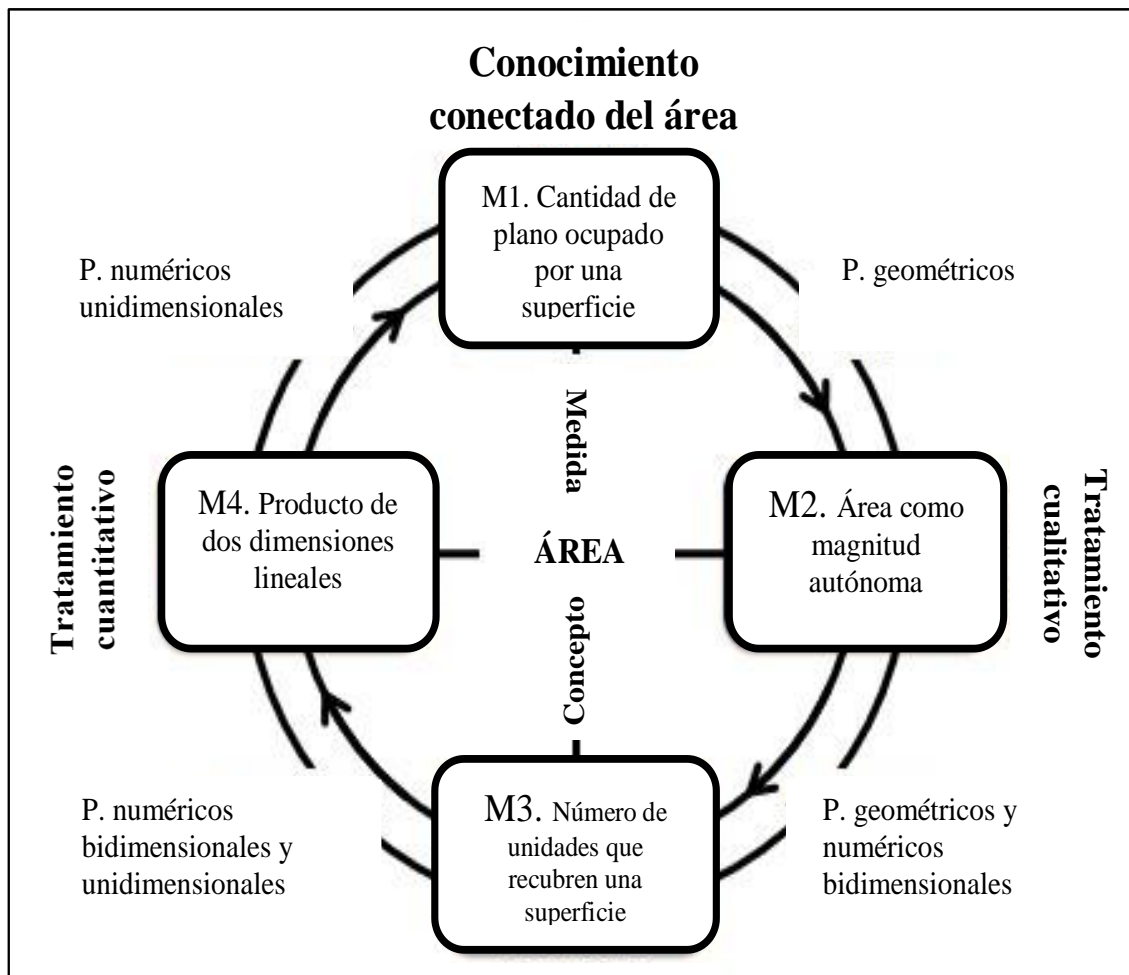 Conocimiento
conectado del área
M1. Cantidad de
plano ocupado
por una
superficie
P. numéricos
unidimensionales
P. geométricos
Medida
Tratamiento
cuantitativo
M4. Producto de
dos dimensiones
lineales
ÁREA
M2. Área como
magnitud
autónoma
Tratamiento
cualitativo
Concepto
P. numéricos
bidimensionales y
unidimensionales
M3. Número de
unidades que
recubren una
superficie
P. geométricos y
numéricos
bidimensionales